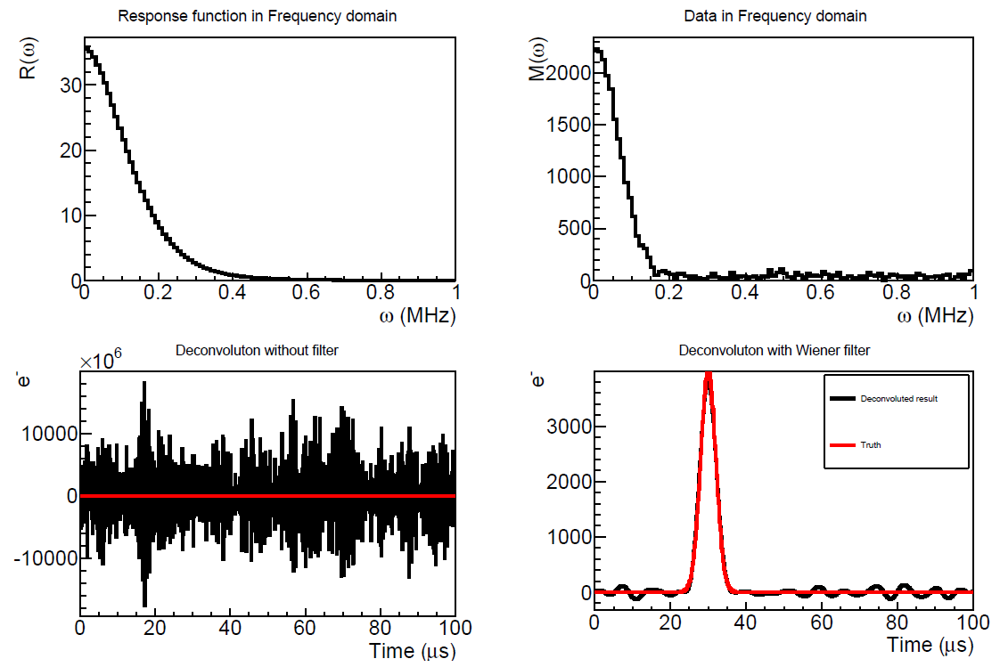 Response function in Frequency domain
R(ω)
30
20
10
0
0 0.2 0.4 0.6 0.8 1
ω (MHz)
Data in Frequency domain
M(ω)
2000
1500
1000
500
0
0 0.2 0.4 0.6 0.8 1
ω (MHz)
Deconvoluton without filter
×10⁶
e⁻
10000
0
-10000
0 20 40 60 80 100
Time (μs)
Deconvoluton with Wiener filter
e⁻
Deconvoluted result
Truth
3000
2000
1000
0
0 20 40 60 80 100
Time (μs)